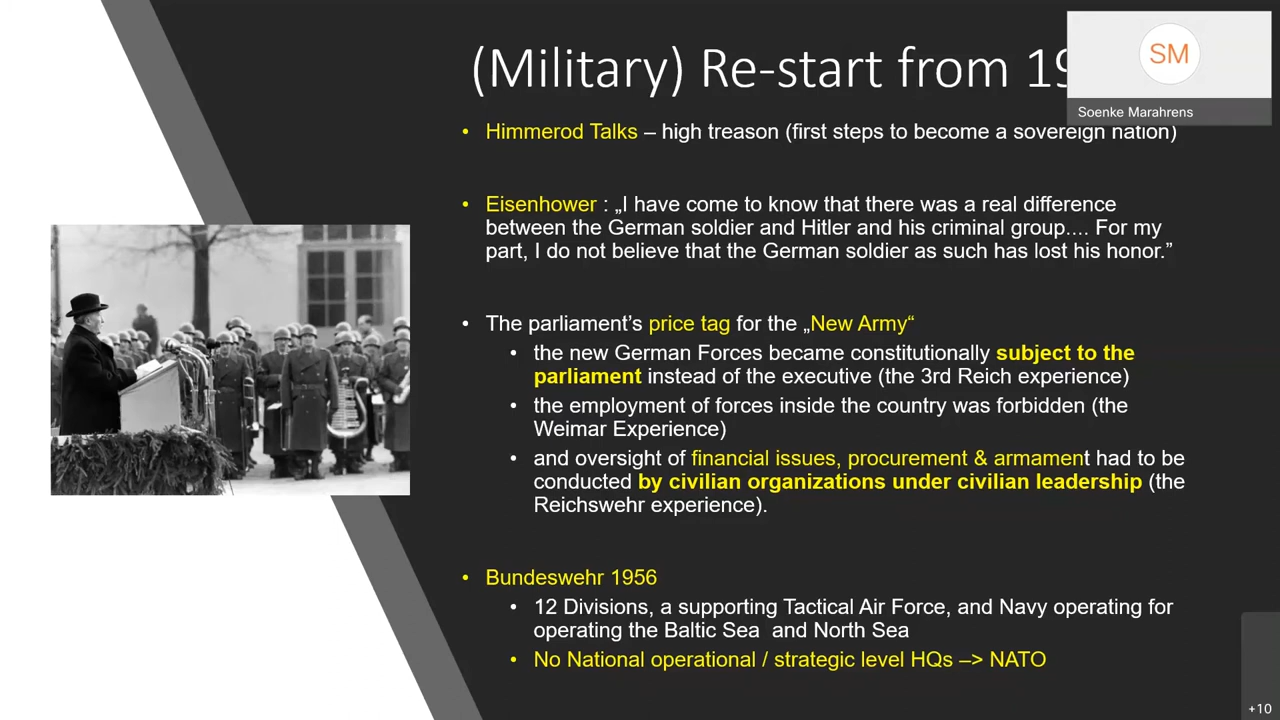 (Military) Re-start from 19
SM
Soenke Marahrens
• Himmerod Talks – high treason (first steps to become a sovereign nation)
• Eisenhower : „I have come to know that there was a real difference
between the German soldier and Hitler and his criminal group.... For my
part, I do not believe that the German soldier as such has lost his honor.”
• The parliament’s price tag for the „New Army“
• the new German Forces became constitutionally subject to the
parliament instead of the executive (the 3rd Reich experience)
• the employment of forces inside the country was forbidden (the
Weimar Experience)
• and oversight of financial issues, procurement & armament had to be
conducted by civilian organizations under civilian leadership (the
Reichswehr experience).
• Bundeswehr 1956
• 12 Divisions, a supporting Tactical Air Force, and Navy operating for
operating the Baltic Sea  and North Sea
• No National operational / strategic level HQs –> NATO
+10